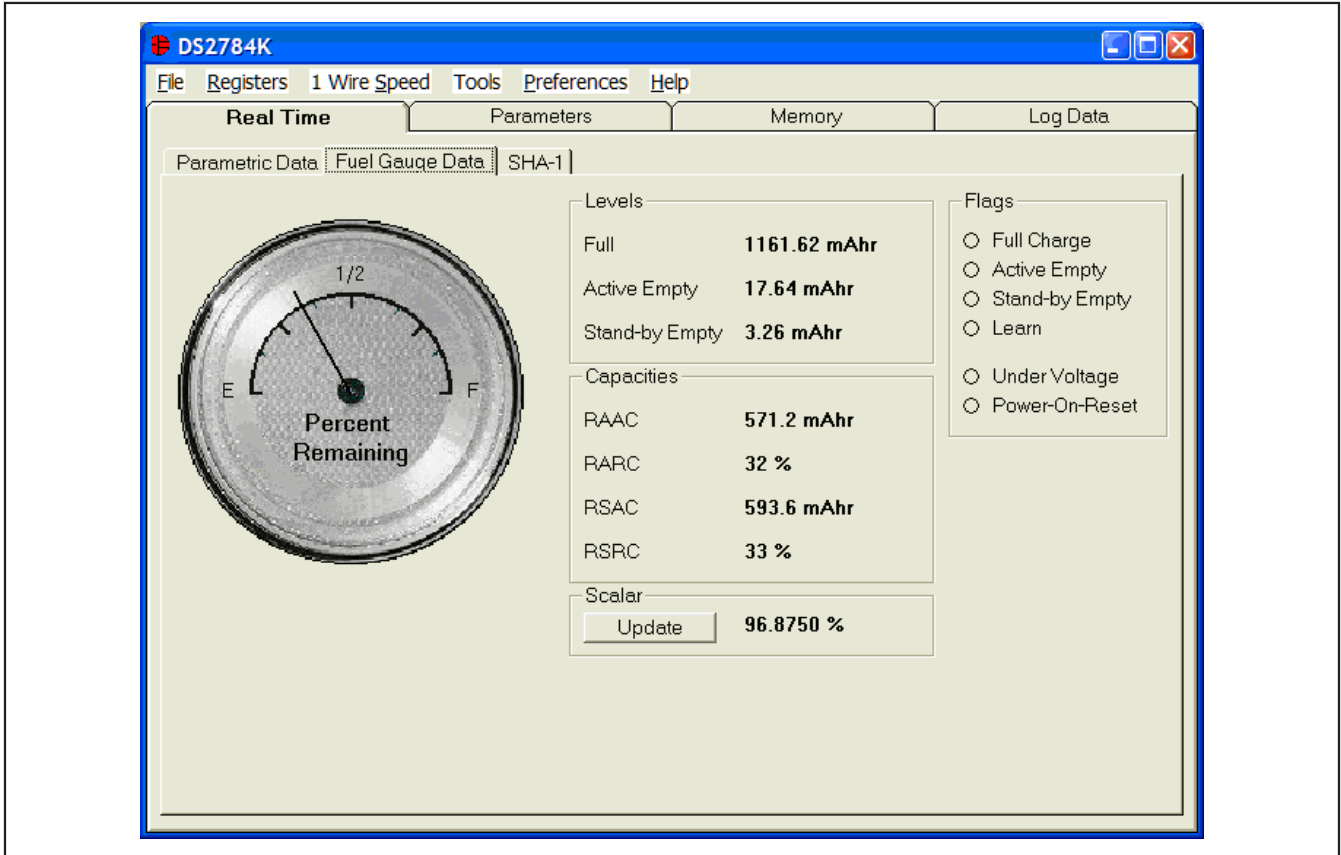 DS2784K
File Registers 1 Wire Speed Tools Preferences Help
Real Time Parameters Memory Log Data
Parametric Data Fuel Gauge Data SHA-1
1/2
E F
Percent
Remaining
Levels
Full 1161.62 mAhr
Active Empty 17.64 mAhr
Stand-by Empty 3.26 mAhr
Capacities
RAAC 571.2 mAhr
RARC 32 %
RSAC 593.6 mAhr
RSRC 33 %
Scalar
Update 96.8750 %
Flags
Full Charge
Active Empty
Stand-by Empty
Learn
Under Voltage
Power-On-Reset